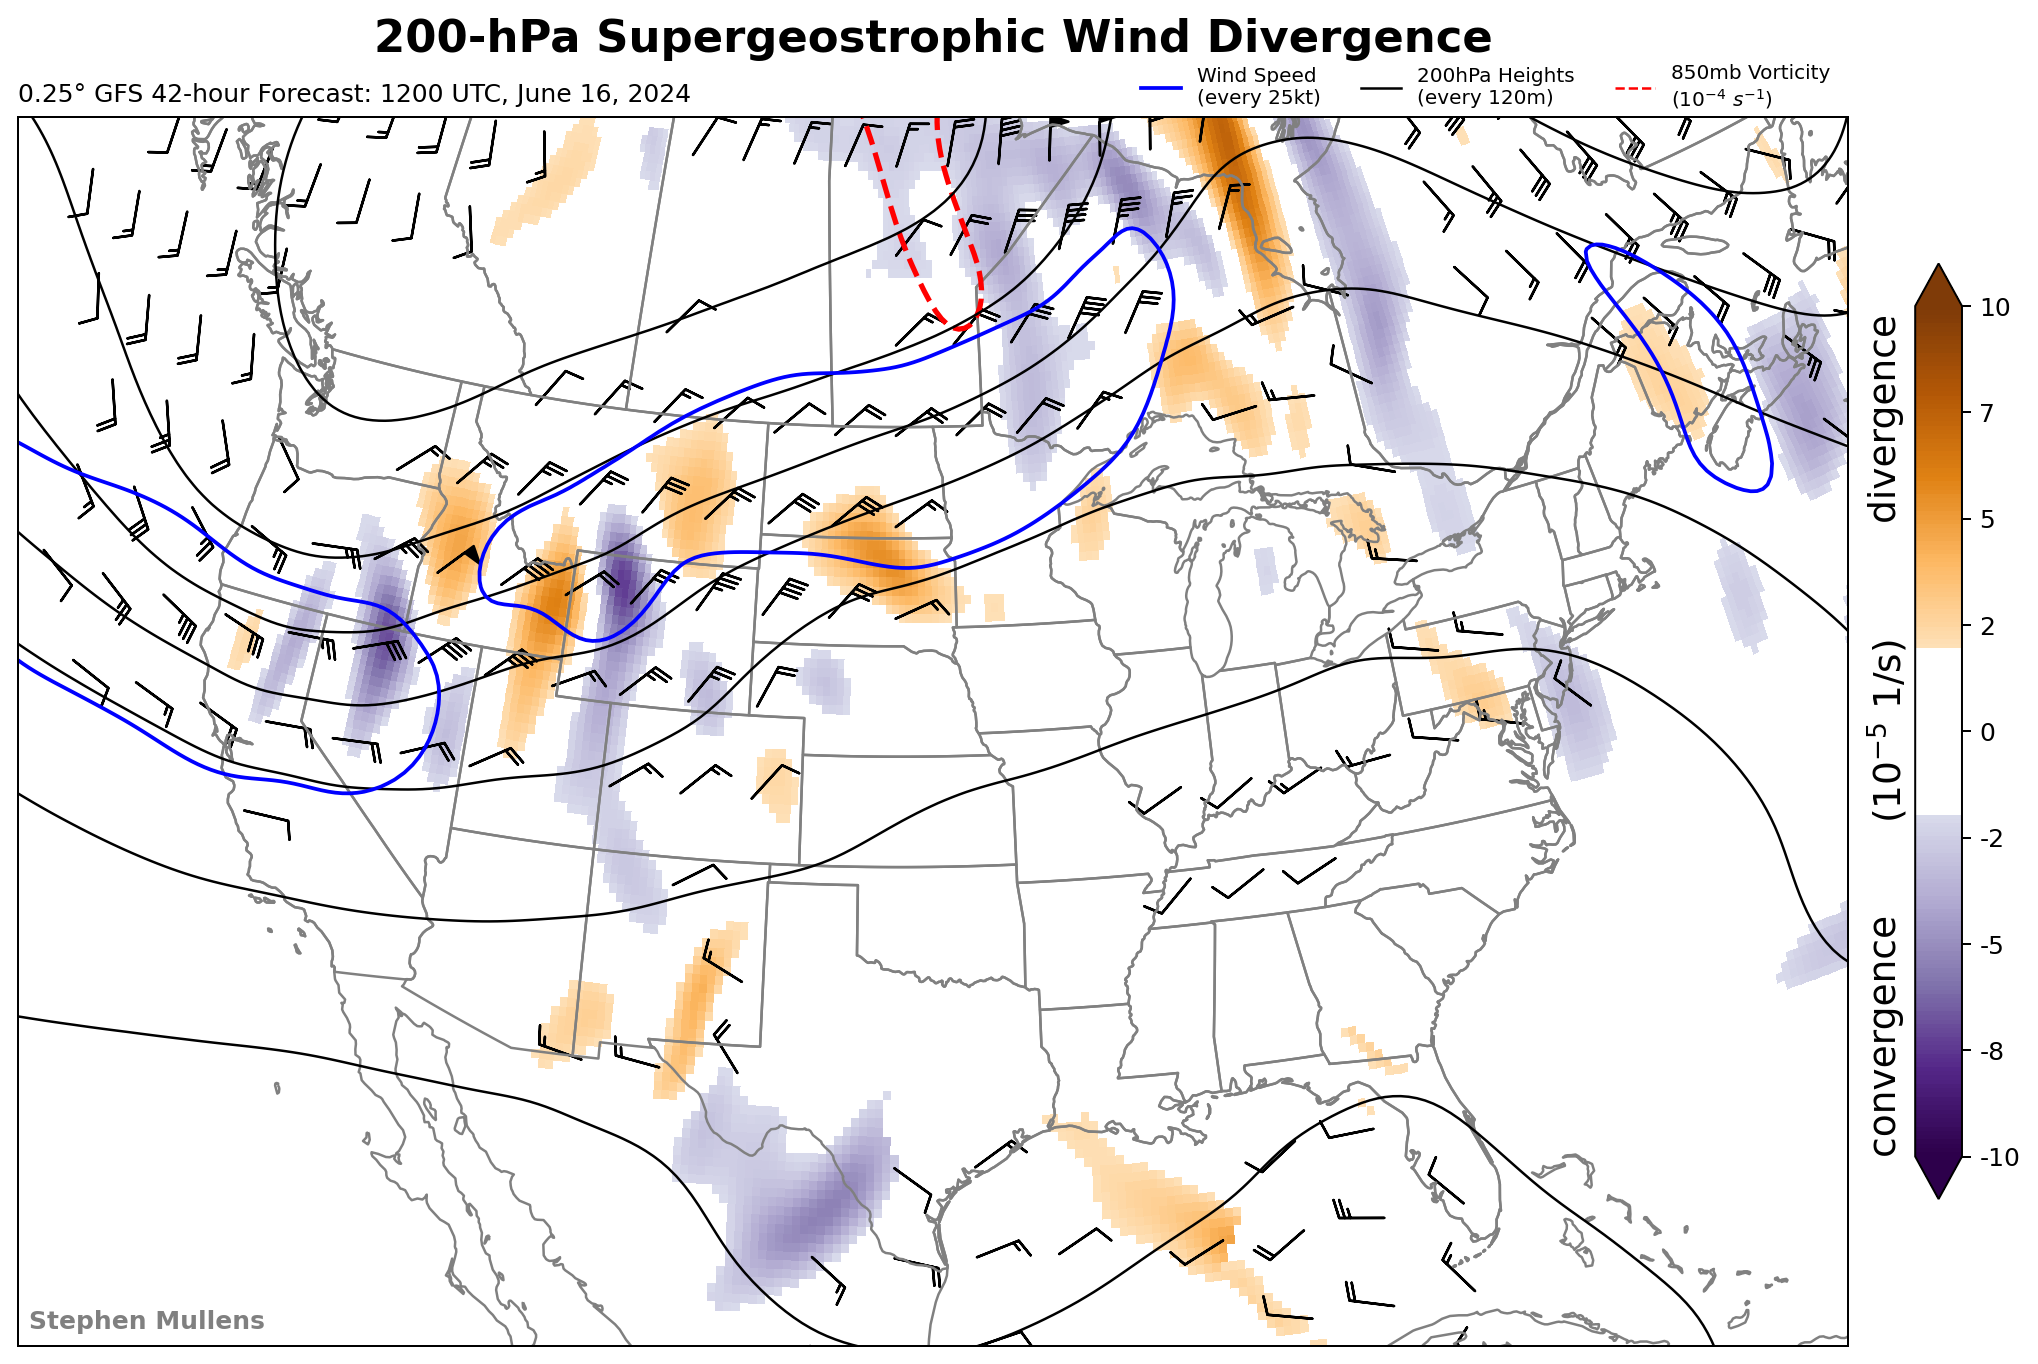 200-hPa Supergeostrophic Wind Divergence
0.25° GFS 42-hour Forecast: 1200 UTC, June 16, 2024
Wind Speed
(every 25kt)
200hPa Heights
(every 120m)
850mb Vorticity
(10⁻⁴ s⁻¹)
10
7
5
2
0
-2
-5
-8
-10
convergence (10⁻⁵ 1/s) divergence
Stephen Mullens